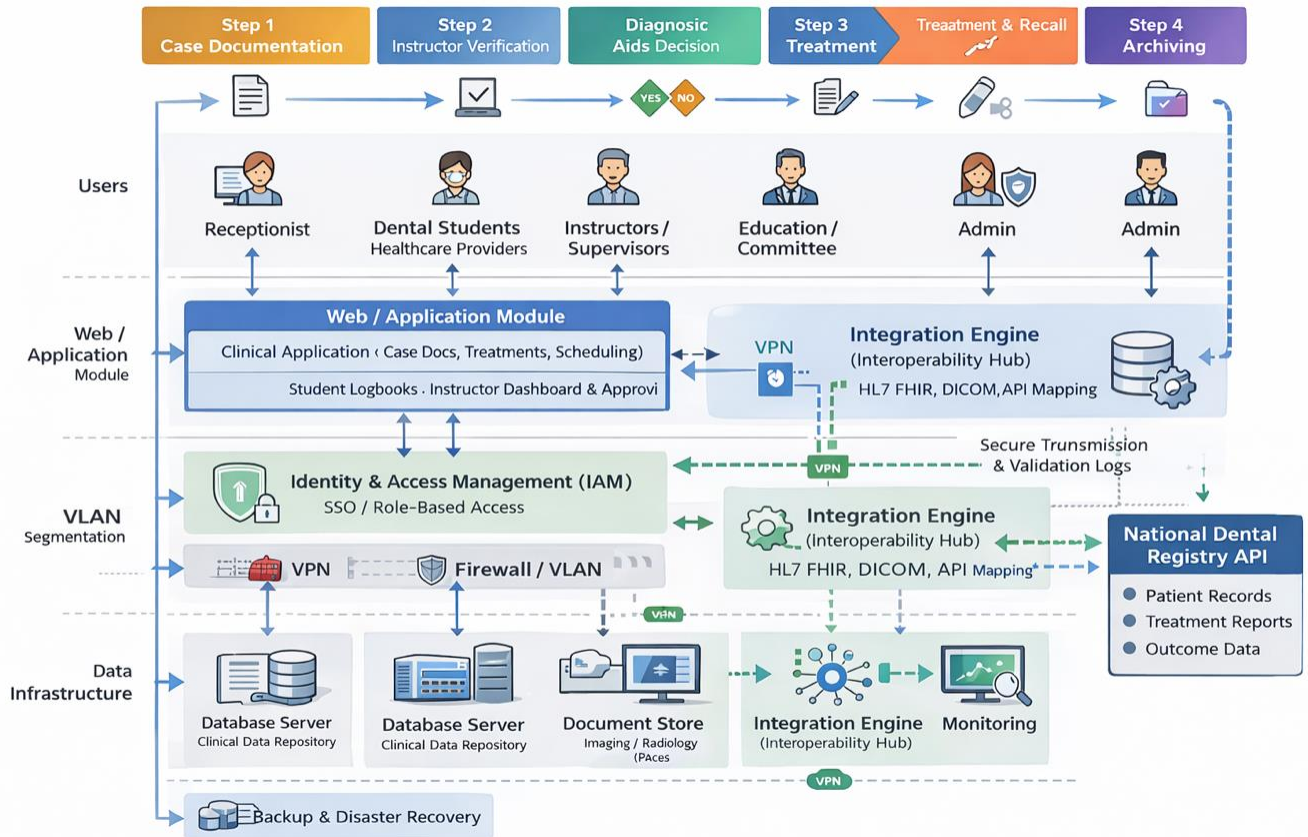 Step 1
Case Documentation
Step 2
Instructor Verification
Diagnosic
Aids Decision
Step 3
Treatment
Treaatment & Recall
Step 4
Archiving
YES
NO
Users
Receptionist
Dental Students
Healthcare Providers
Instructors /
Supervisors
Education /
Committee
Admin
Admin
Web /
Application
Module
Web / Application Module
Clinical Application ‹ Case Docs, Treatments, Scheduling)
Student Logbooks . Instructor Dashboard & Approvi
VPN
Integration Engine
(Interoperability Hub)
HL7 FHIR, DICOM, API Mapping
Secure Trunsmission
& Validation Logs
VPN
VLAN
Segmentation
Identity & Access Management (IAM)
SSO / Role-Based Access
VPN
Firewall / VLAN
Integration Engine
(Interoperability Hub)
HL7 FHIR, DICOM, API Mapping
National Dental
Registry API
Patient Records
Treatment Reports
Outcome Data
Data
Infrastructure
Database Server
Clinical Data Repository
Database Server
Clinical Data Repository
Document Store
Imaging / Radiology
(PAces
Integration Engine
(Interoperability Hub)
Monitoring
VPN
Backup & Disaster Recovery